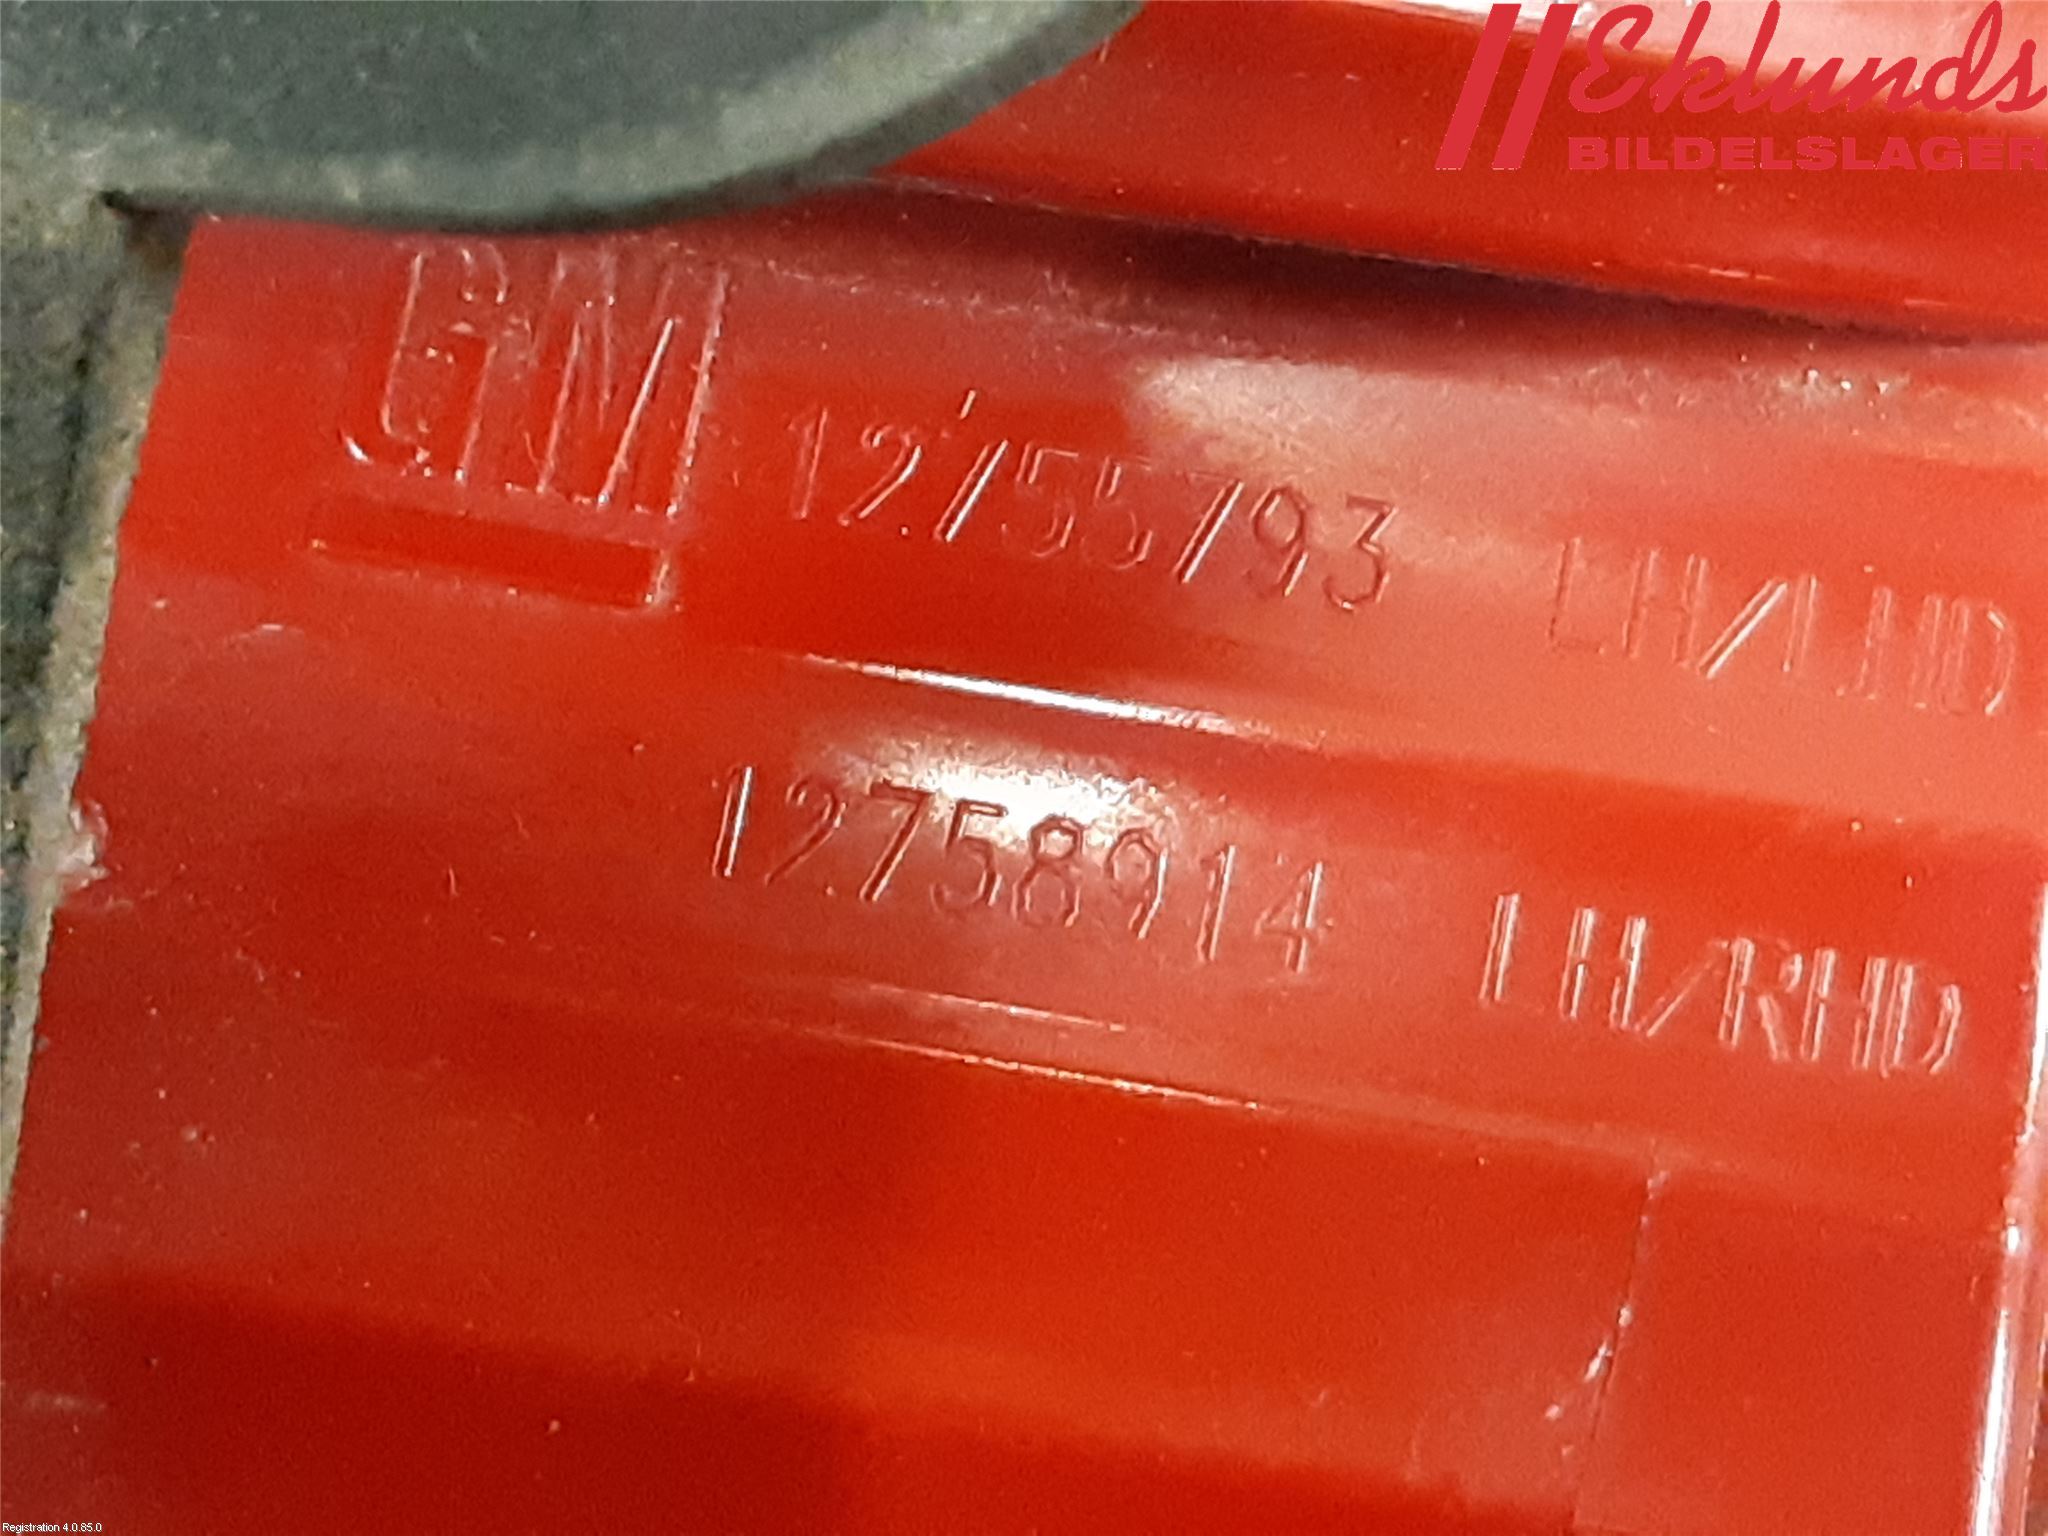 Eklunds
BILDELSLAGER
GM
12755793 LH/LHD
12758914 LH/RHD
Registration 4.0.85.0